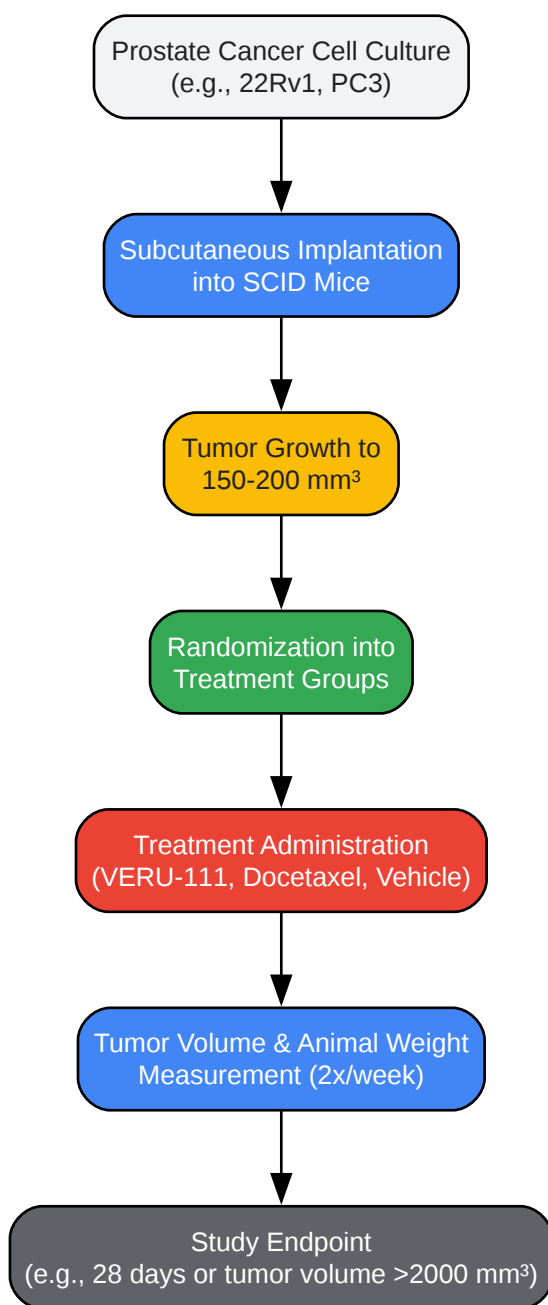 Prostate Cancer Cell Culture
(e.g., 22Rv1, PC3)
Subcutaneous Implantation
into SCID Mice
Tumor Growth to
150-200 mm³
Randomization into
Treatment Groups
Treatment Administration
(VERU-111, Docetaxel, Vehicle)
Tumor Volume & Animal Weight
Measurement (2x/week)
Study Endpoint
(e.g., 28 days or tumor volume >2000 mm³)